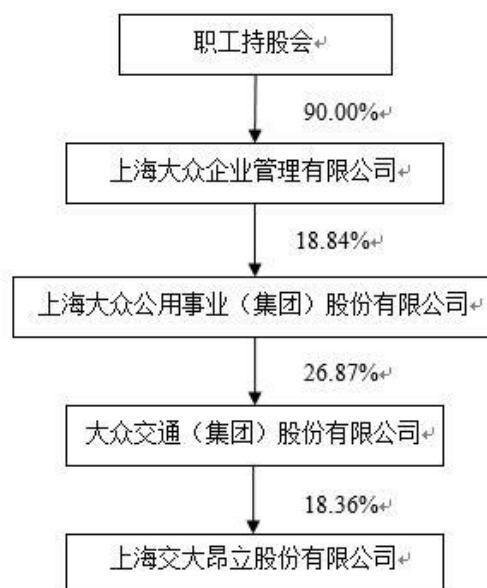 职工持股会
90.00%
上海大众企业管理有限公司
18.84%
上海大众公用事业（集团）股份有限公司
26.87%
大众交通（集团）股份有限公司
18.36%
上海交大昂立股份有限公司